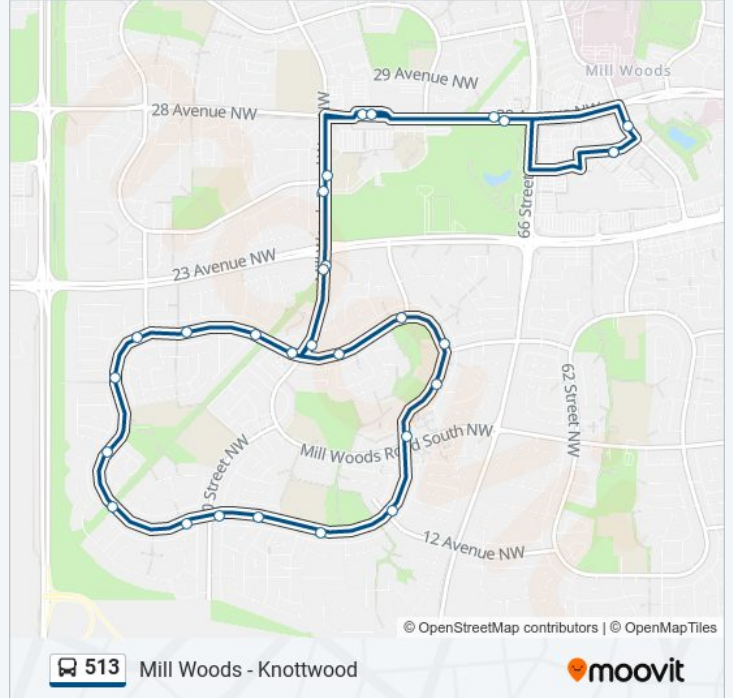 29 Avenue NW
Mill Woods
28 Avenue NW
NW
66 Street
23 Avenue NW
62 Street NW
Mill Woods Road South NW
0 Street NW
12 Avenue NW
© OpenStreetMap contributors | © OpenMapTiles
513 Mill Woods - Knottwood
moovit